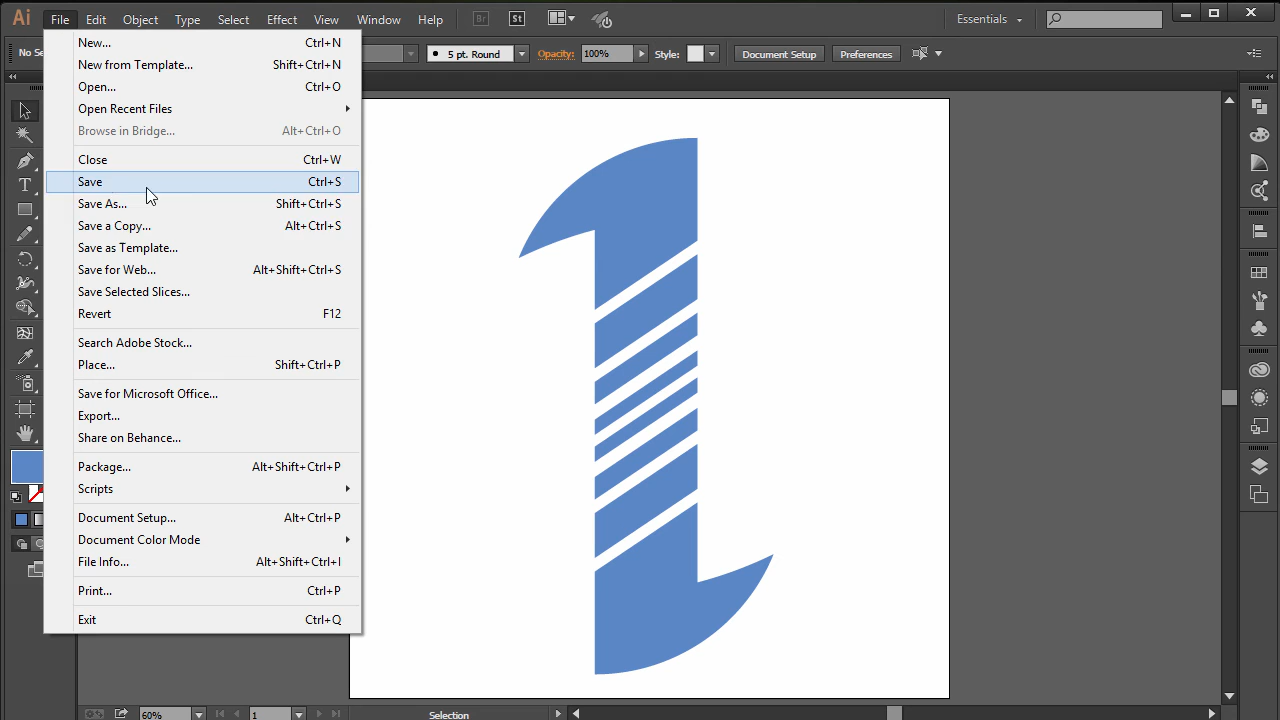 Ai File Edit Object Type Select Effect View Window Help Br St Essentials
5 pt. Round Opacity: 100% Style: Document Setup Preferences
New... Ctrl+N
New from Template... Shift+Ctrl+N
Open... Ctrl+O
Open Recent Files
Browse in Bridge... Alt+Ctrl+O
Close Ctrl+W
Save Ctrl+S
Save As... Shift+Ctrl+S
Save a Copy... Alt+Ctrl+S
Save as Template...
Save for Web... Alt+Shift+Ctrl+S
Save Selected Slices...
Revert F12
Search Adobe Stock...
Place... Shift+Ctrl+P
Save for Microsoft Office...
Export...
Share on Behance...
Package... Alt+Shift+Ctrl+P
Scripts
Document Setup... Alt+Ctrl+P
Document Color Mode
File Info... Alt+Shift+Ctrl+I
Print... Ctrl+P
Exit Ctrl+Q
60% 1 Selection